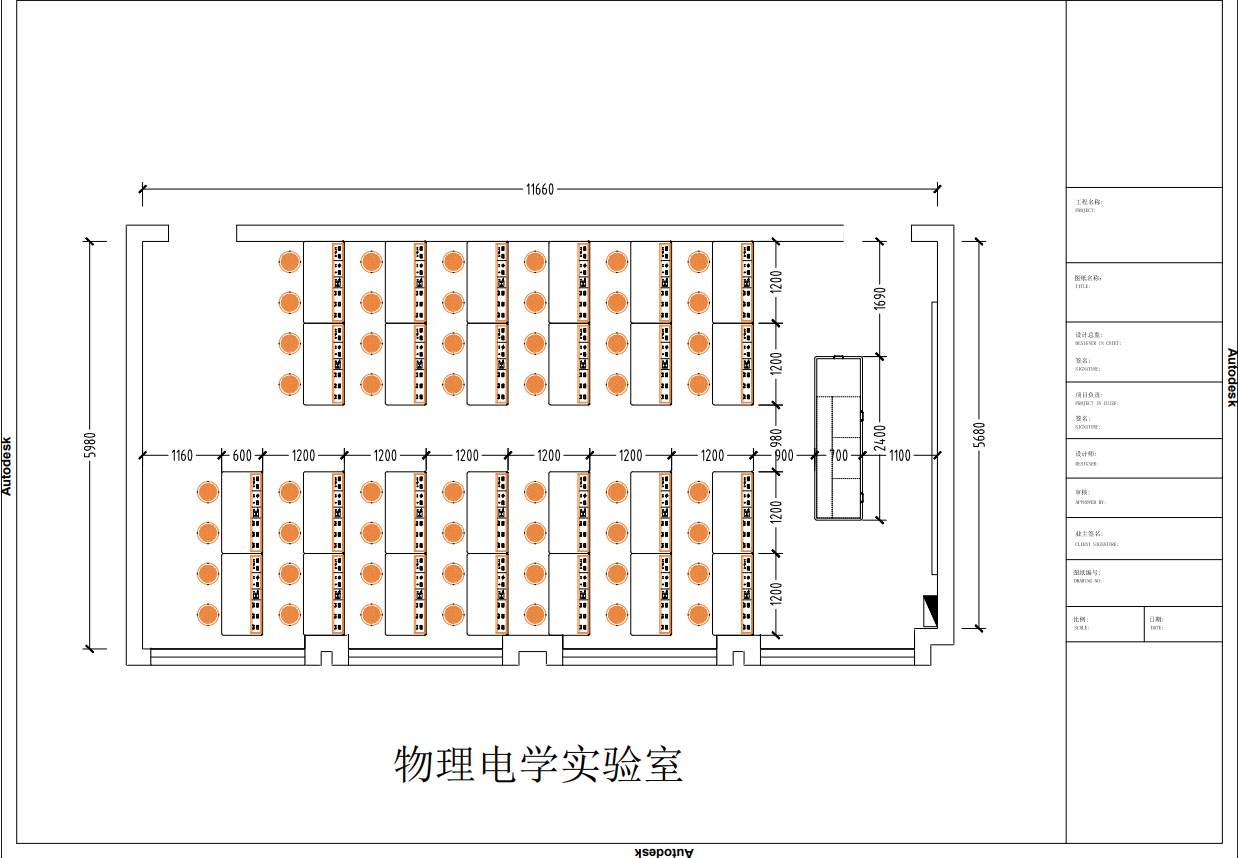 11660
5980
1200
1200
980
1200
1200
1690
2400
5680
1160
600
1200
1200
1200
1200
1200
1200
900
700
1100
物理电学实验室
工程名称:
PROJECT:
图纸名称:
TITLE:
设计总监:
DESIGNER IN CHIEF:
签名:
SIGNATURE:
项目负责:
PROJECT IN CHIEF:
签名:
SIGNATURE:
设计师:
DESIGNER:
审核:
APPROVED BY:
业主签名:
CLIENT SIGNATURE:
图纸编号:
DRAWING NO:
比例:
SCALE:
日期:
DATE:
Autodesk
Autodesk
Autodesk